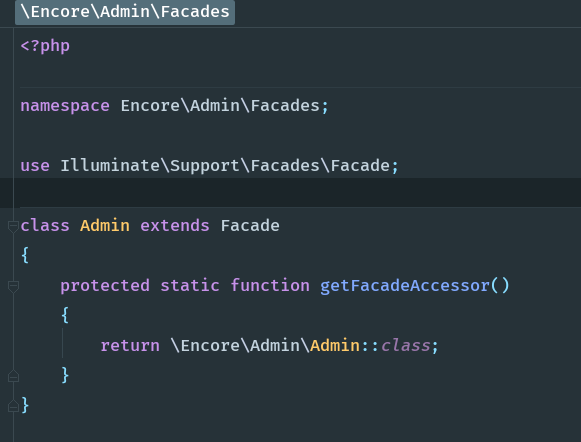 \Encore\Admin\Facades
<?php
namespace Encore\Admin\Facades;
use Illuminate\Support\Facades\Facade;
class Admin extends Facade
{
    protected static function getFacadeAccessor()
    {
        return \Encore\Admin\Admin::class;
    }
}